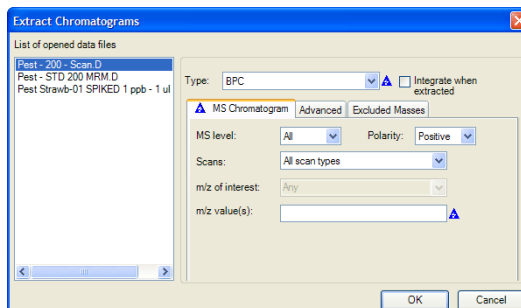 Extract Chromatograms
List of opened data files
Pest - 200 - Scan.D
Pest - STD 200 MRM.D
Pest Strawb-01 SPIKED 1 ppb - 1 ul
Type: BPC Integrate when extracted
MS Chromatogram Advanced Excluded Masses
MS level: All Polarity: Positive
Scans: All scan types
m/z of interest: Any
m/z value(s):
OK Cancel